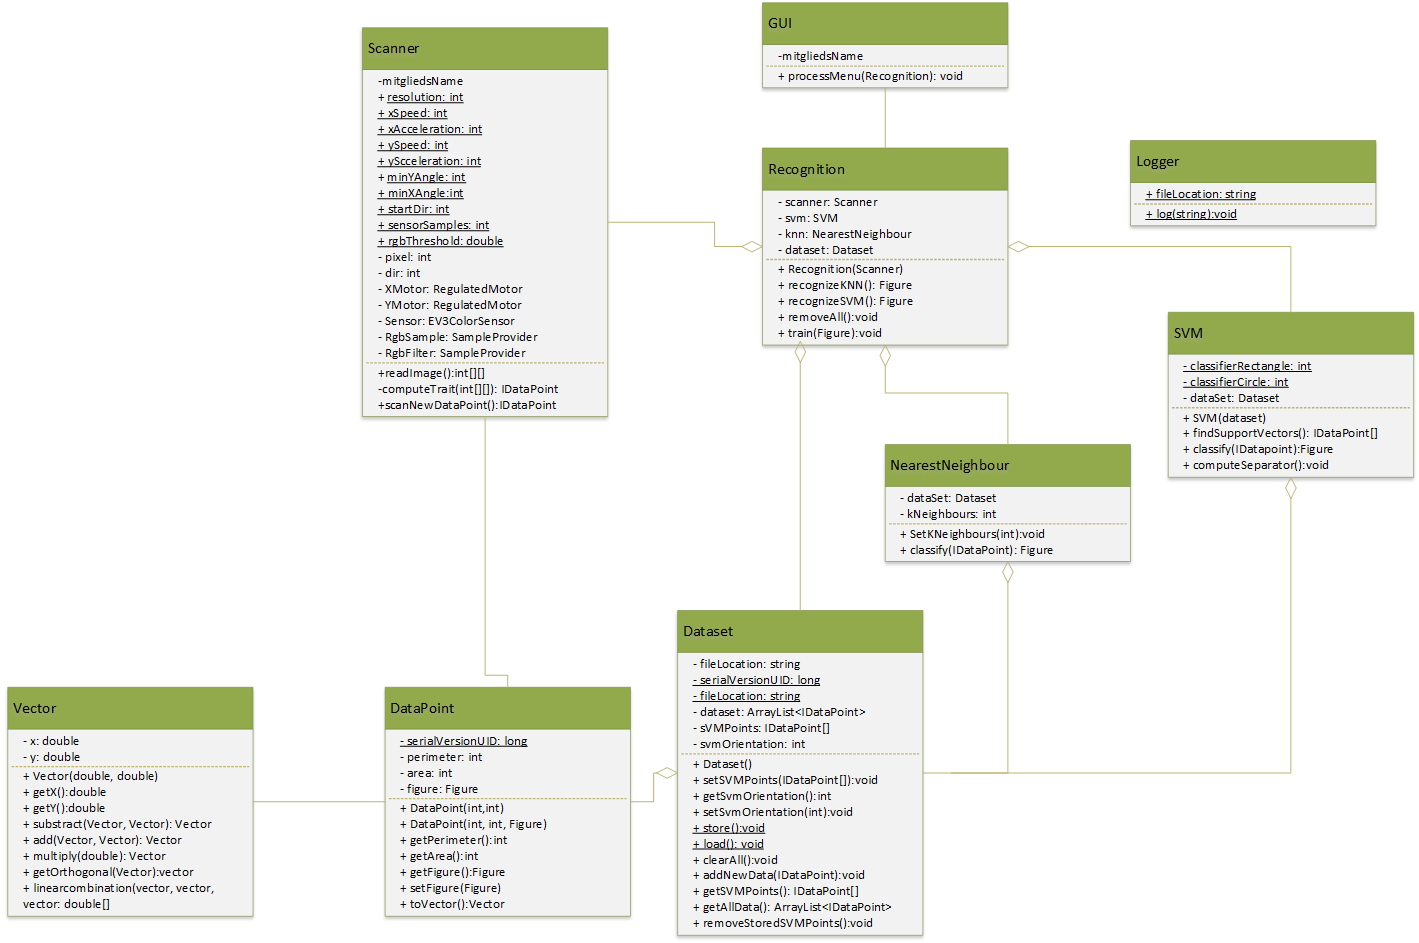 GUI
-mitgliedsName
+ processMenu(Recognition): void
Scanner
-mitgliedsName
+ resolution: int
+ xSpeed: int
+ xAcceleration: int
+ ySpeed: int
+ yScceleration: int
+ minYAngle: int
+ minXAngle:int
+ startDir: int
+ sensorSamples: int
+ rgbThreshold: double
- pixel: int
- dir: int
- XMotor: RegulatedMotor
- YMotor: RegulatedMotor
- Sensor: EV3ColorSensor
- RgbSample: SampleProvider
- RgbFilter: SampleProvider
+readImage():int[][]
-computeTrait(int[][]): IDataPoint
+scanNewDataPoint():IDataPoint
Recognition
- scanner: Scanner
- svm: SVM
- knn: NearestNeighbour
- dataset: Dataset
+ Recognition(Scanner)
+ recognizeKNN(): Figure
+ recognizeSVM(): Figure
+ removeAll():void
+ train(Figure):void
Logger
+ fileLocation: string
+ log(string):void
SVM
- classifierRectangle: int
- classifierCircle: int
- dataSet: Dataset
+ SVM(dataset)
+ findSupportVectors(): IDataPoint[]
+ classify(IDatapoint):Figure
+ computeSeparator():void
NearestNeighbour
- dataSet: Dataset
- kNeighbours: int
+ SetKNeighbours(int):void
+ classify(IDataPoint): Figure
Dataset
- fileLocation: string
- serialVersionUID: long
- fileLocation: string
- dataset: ArrayList<IDataPoint>
- sVMPoints: IDataPoint[]
- svmOrientation: int
+ Dataset()
+ setSVMPoints(IDataPoint[]):void
+ getSvmOrientation():int
+ setSvmOrientation(int):void
+ store():void
+ load(): void
+ clearAll():void
+ addNewData(IDataPoint):void
+ getSVMPoints(): IDataPoint[]
+ getAllData(): ArrayList<IDataPoint>
+ removeStoredSVMPoints():void
Vector
- x: double
- y: double
+ Vector(double, double)
+ getX():double
+ getY():double
+ substract(Vector, Vector): Vector
+ add(Vector, Vector): Vector
+ multiply(double): Vector
+ getOrthogonal(Vector):vector
+ linearcombination(vector, vector,
vector: double[]
DataPoint
- serialVersionUID: long
- perimeter: int
- area: int
- figure: Figure
+ DataPoint(int,int)
+ DataPoint(int, int, Figure)
+ getPerimeter():int
+ getArea():int
+ getFigure():Figure
+ setFigure(Figure)
+ toVector():Vector